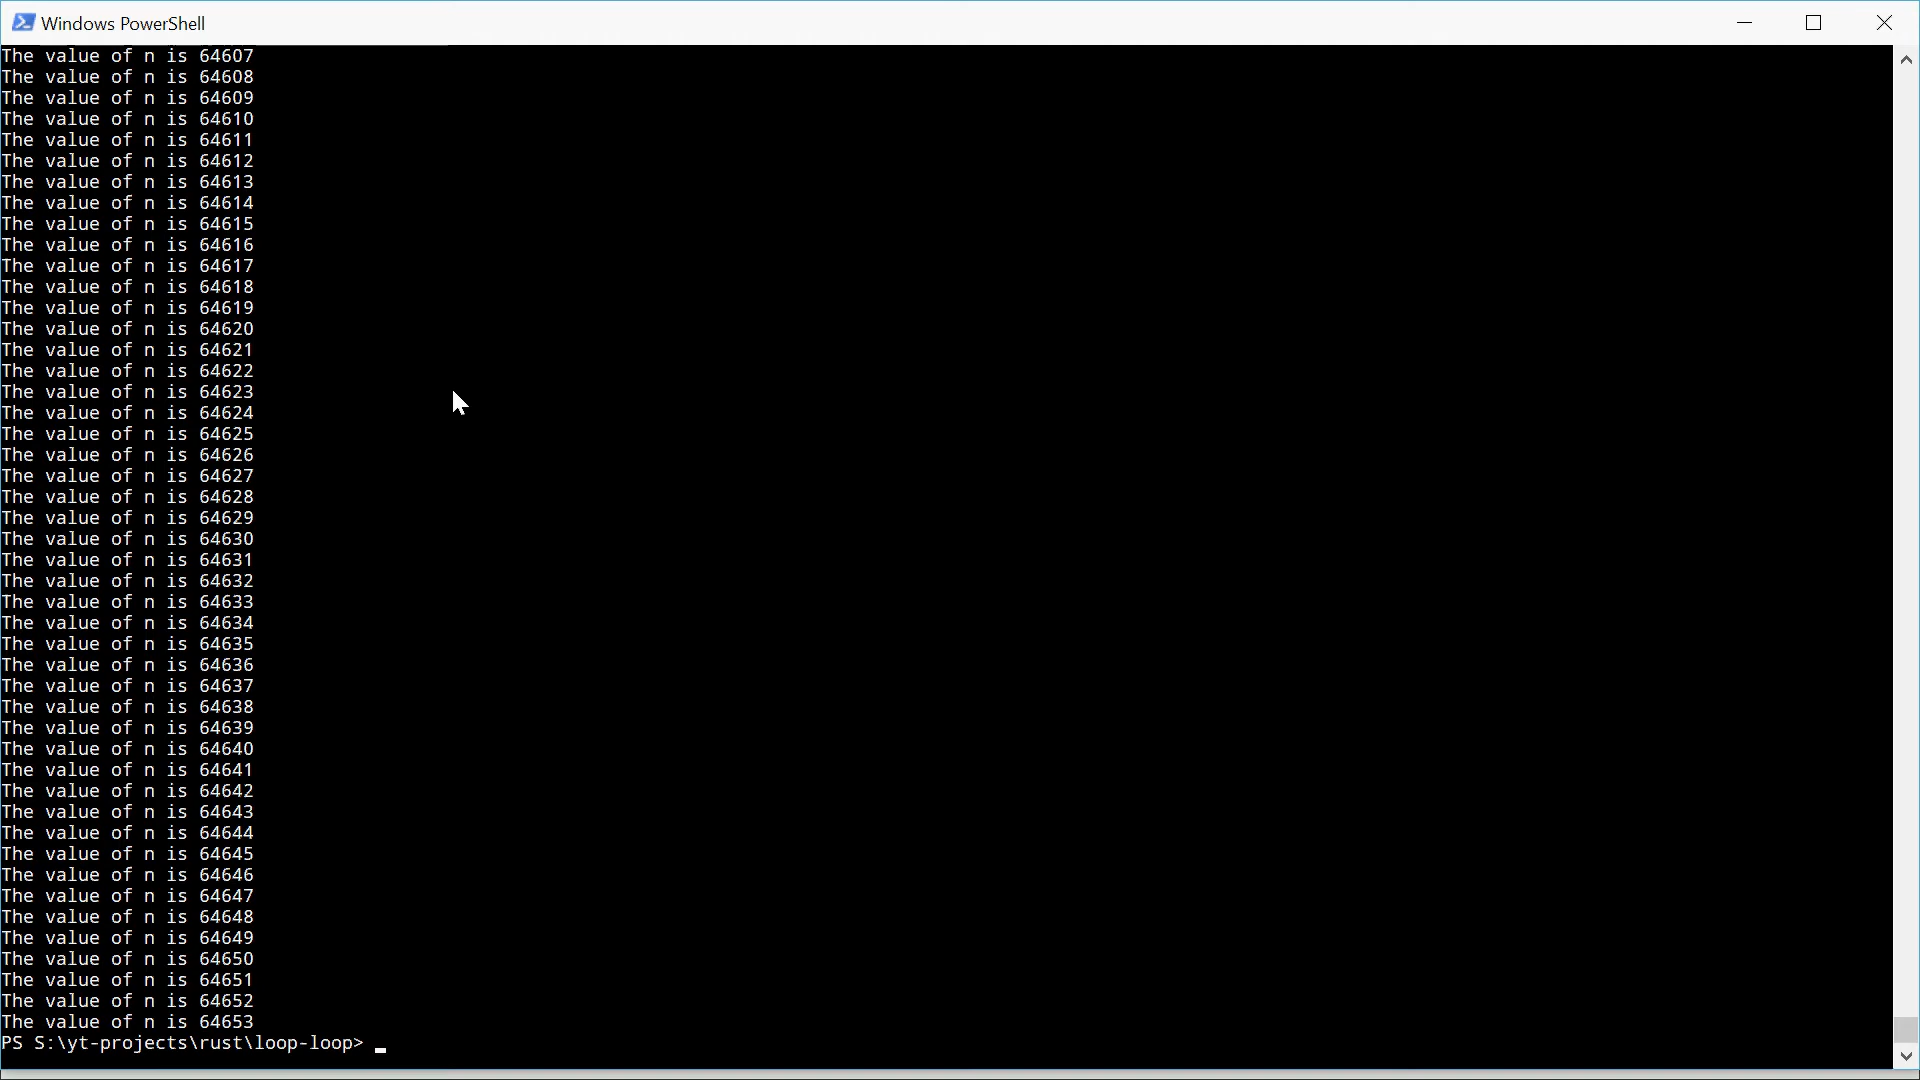 Windows PowerShell
The value of n is 64607
The value of n is 64608
The value of n is 64609
The value of n is 64610
The value of n is 64611
The value of n is 64612
The value of n is 64613
The value of n is 64614
The value of n is 64615
The value of n is 64616
The value of n is 64617
The value of n is 64618
The value of n is 64619
The value of n is 64620
The value of n is 64621
The value of n is 64622
The value of n is 64623
The value of n is 64624
The value of n is 64625
The value of n is 64626
The value of n is 64627
The value of n is 64628
The value of n is 64629
The value of n is 64630
The value of n is 64631
The value of n is 64632
The value of n is 64633
The value of n is 64634
The value of n is 64635
The value of n is 64636
The value of n is 64637
The value of n is 64638
The value of n is 64639
The value of n is 64640
The value of n is 64641
The value of n is 64642
The value of n is 64643
The value of n is 64644
The value of n is 64645
The value of n is 64646
The value of n is 64647
The value of n is 64648
The value of n is 64649
The value of n is 64650
The value of n is 64651
The value of n is 64652
The value of n is 64653
PS S:\yt-projects\rust\loop-loop>